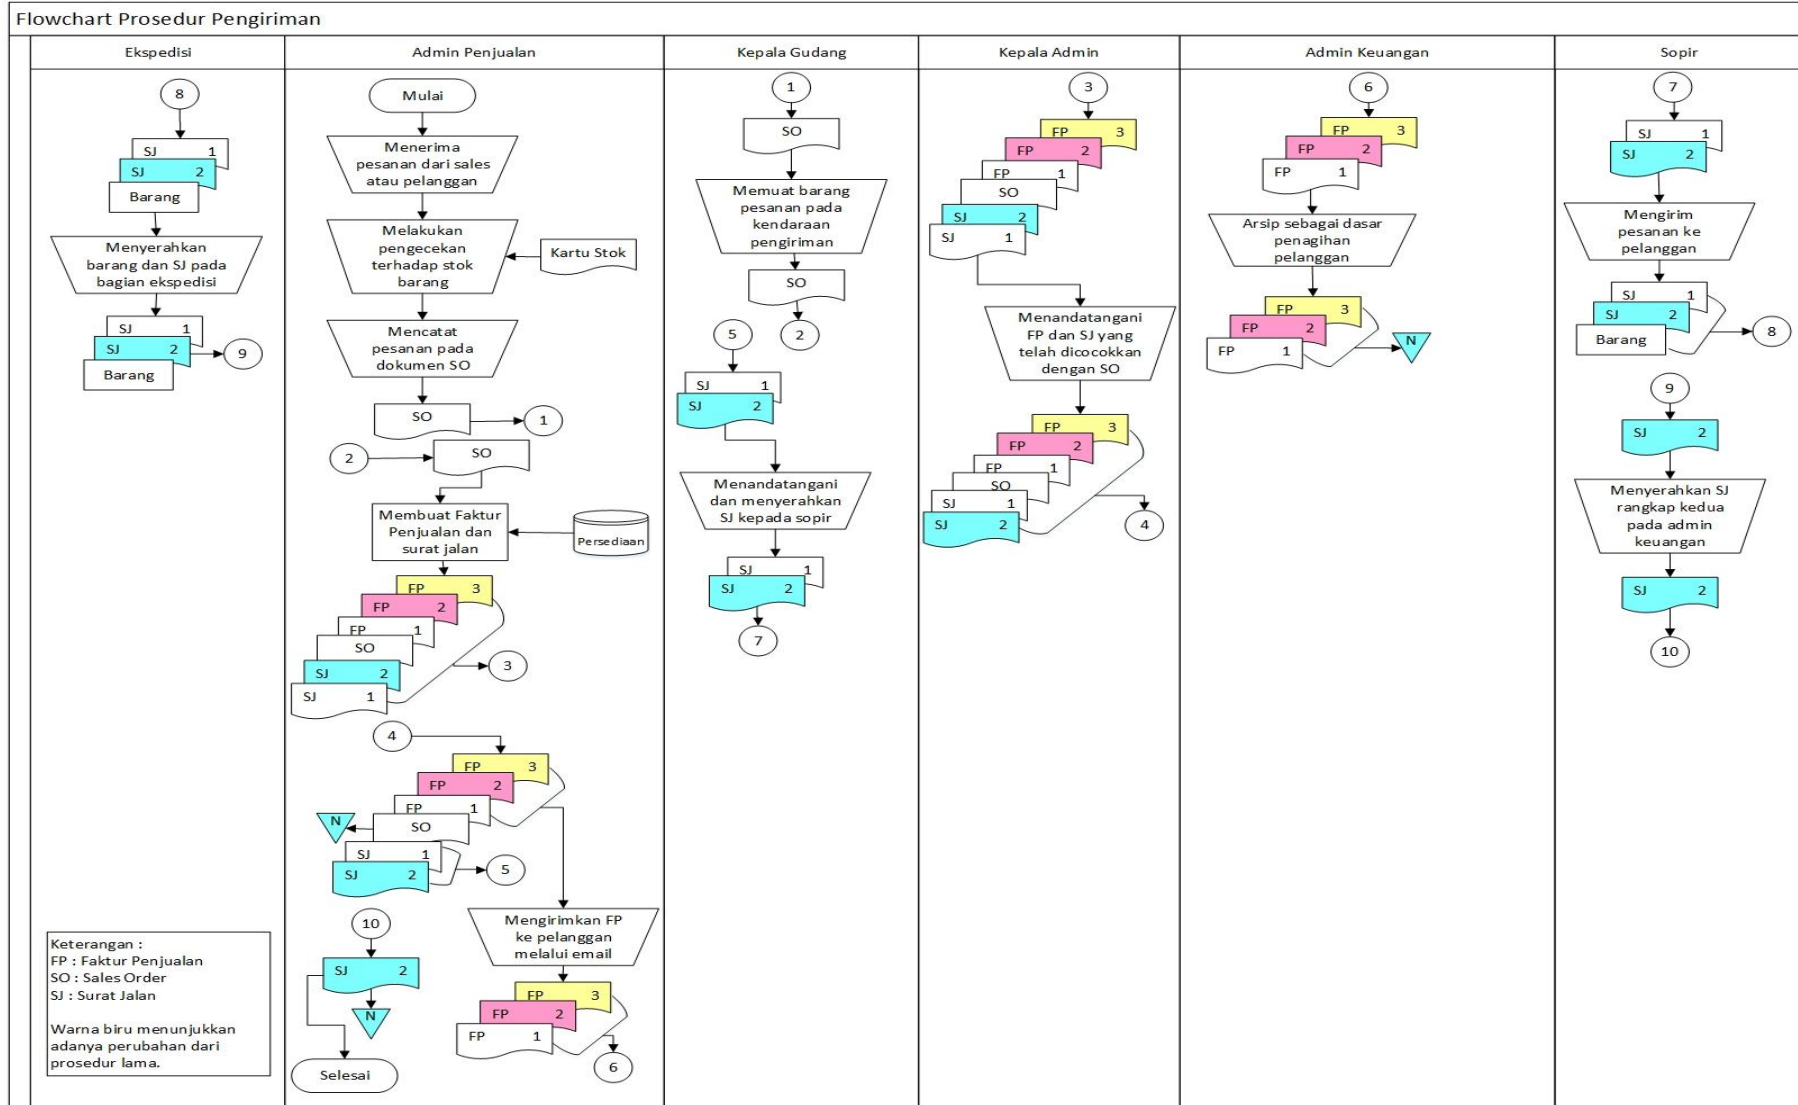 Flowchart Prosedur Pengiriman
Ekspedisi
Admin Penjualan
Kepala Gudang
Kepala Admin
Admin Keuangan
Sopir
8
SJ 1
SJ 2
Barang
Menyerahkan
barang dan SJ pada
bagian ekspedisi
SJ 1
SJ 2
9
Barang
Keterangan :
FP : Faktur Penjualan
SO : Sales Order
SJ : Surat Jalan
Warna biru menunjukkan
adanya perubahan dari
prosedur lama.
Mulai
Menerima
pesanan dari sales
atau pelanggan
Melakukan
pengecekan
terhadap stok
barang
Kartu Stok
Mencatat
pesanan pada
dokumen SO
SO
1
2
SO
Membuat Faktur
Penjualan dan
surat jalan
Persediaan
FP 3
FP 2
FP 1
SO
SJ 2
SJ 1
3
4
FP 3
FP 2
FP 1
N
SO
SJ 1
SJ 2
5
10
SJ 2
N
Selesai
Mengirimkan FP
ke pelanggan
melalui email
FP 3
FP 2
FP 1
6
1
SO
Memuat barang
pesanan pada
kendaraan
pengiriman
SO
2
5
SJ 1
SJ 2
Menandatangani
dan menyerahkan
SJ kepada sopir
SJ 1
SJ 2
7
3
FP 3
FP 2
FP 1
SO
SJ 2
SJ 1
Menandatangani
FP dan SJ yang
telah dicocokkan
dengan SO
FP 3
FP 2
FP 1
SO
SJ 1
SJ 2
4
6
FP 3
FP 2
FP 1
Arsip sebagai dasar
penagihan
pelanggan
FP 3
FP 2
FP 1
N
7
SJ 1
SJ 2
Mengirim
pesanan ke
pelanggan
SJ 1
SJ 2
Barang
8
9
SJ 2
Menyerahkan SJ
rangkap kedua
pada admin
keuangan
SJ 2
10